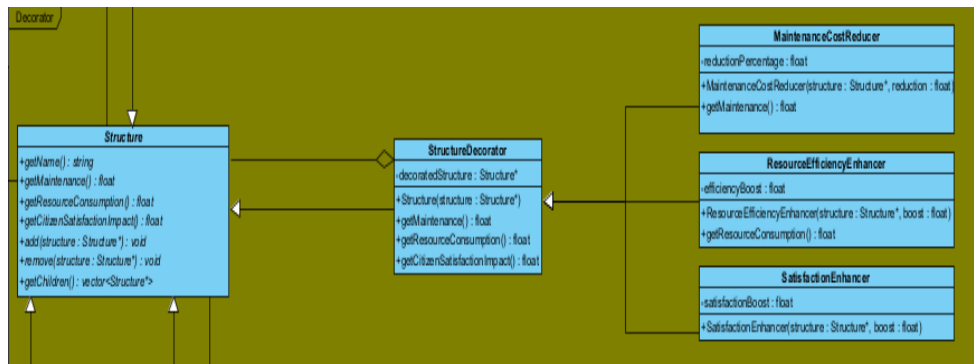 Decorator
Structure
+getName() : string
+getMaintenance() : float
+getResourceConsumption() : float
+getCitizenSatisfactionImpact() : float
+add(structure : Structure*) : void
+remove(structure : Structure*) : void
+getChildren() : vector<Structure*>
StructureDecorator
-decoratedStructure : Structure*
+Structure(structure : Structure*)
+getMaintenance() : float
+getResourceConsumption() : float
+getCitizenSatisfactionImpact() : float
MaintenanceCostReducer
-reductionPercentage : float
+MaintenanceCostReducer(structure : Structure*, reduction : float)
+getMaintenance() : float
ResourceEfficiencyEnhancer
-efficiencyBoost : float
+ResourceEfficiencyEnhancer(structure : Structure*, boost : float)
+getResourceConsumption() : float
SatisfactionEnhancer
-satisfactionBoost : float
+SatisfactionEnhancer(structure : Structure*, boost : float)